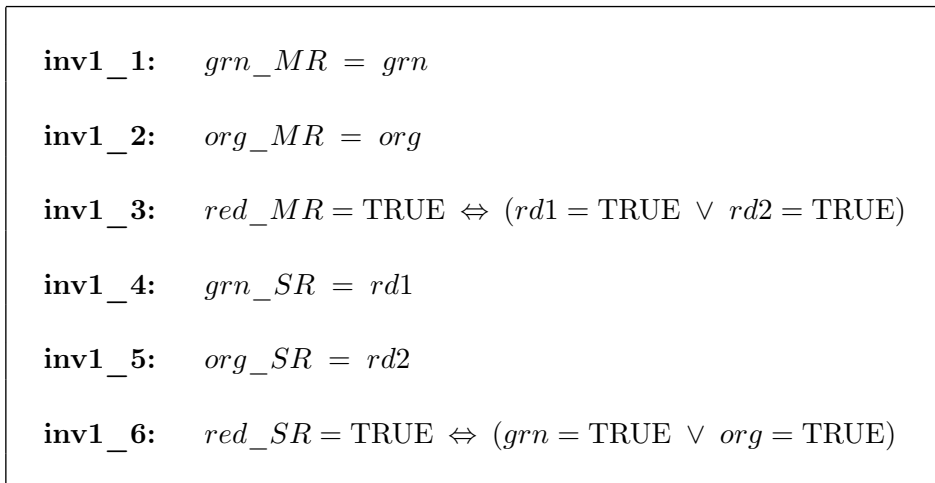 inv1_1: grn_MR = grn
inv1_2: org_MR = org
inv1_3: red_MR = TRUE ⇔ (rd1 = TRUE ∨ rd2 = TRUE)
inv1_4: grn_SR = rd1
inv1_5: org_SR = rd2
inv1_6: red_SR = TRUE ⇔ (grn = TRUE ∨ org = TRUE)